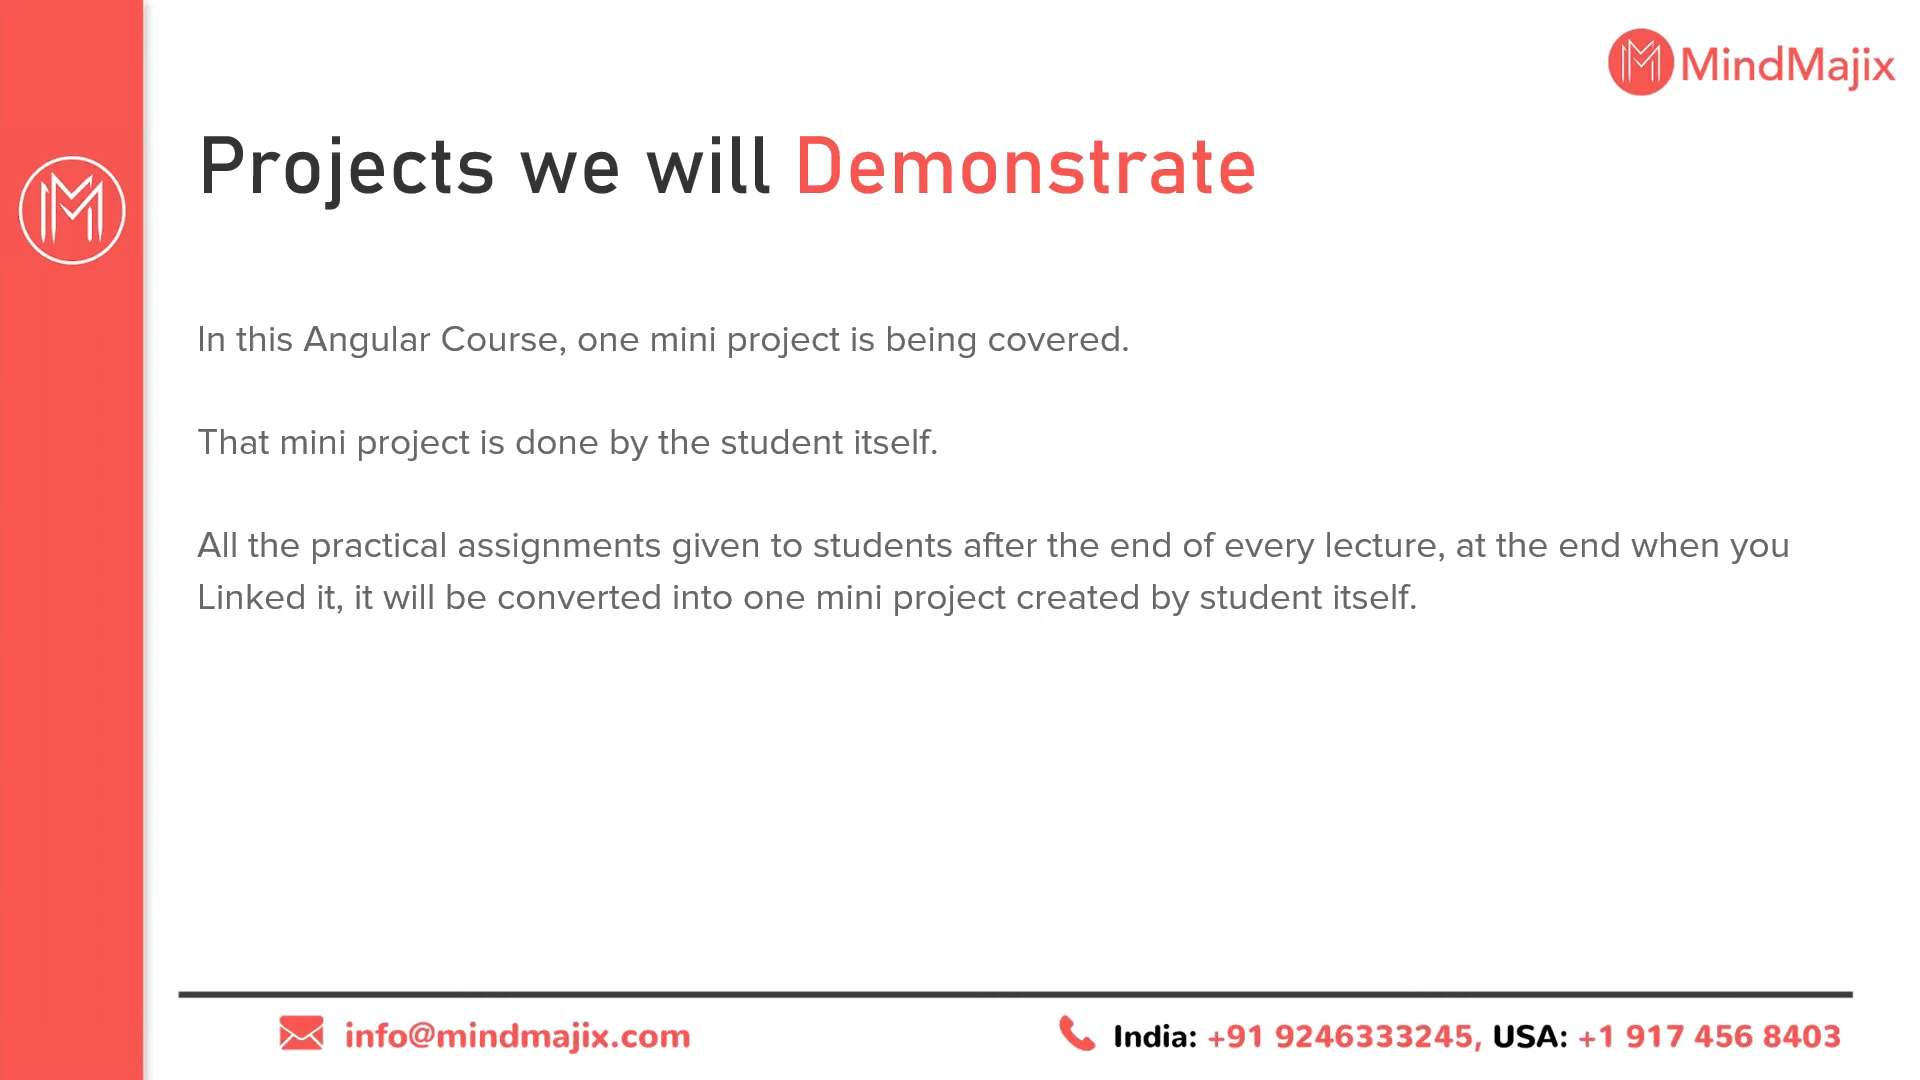 MindMajix
Projects we will Demonstrate
In this Angular Course, one mini project is being covered.
That mini project is done by the student itself.
All the practical assignments given to students after the end of every lecture, at the end when you
Linked it, it will be converted into one mini project created by student itself.
info@mindmajix.com
India: +91 9246333245, USA: +1 917 456 8403